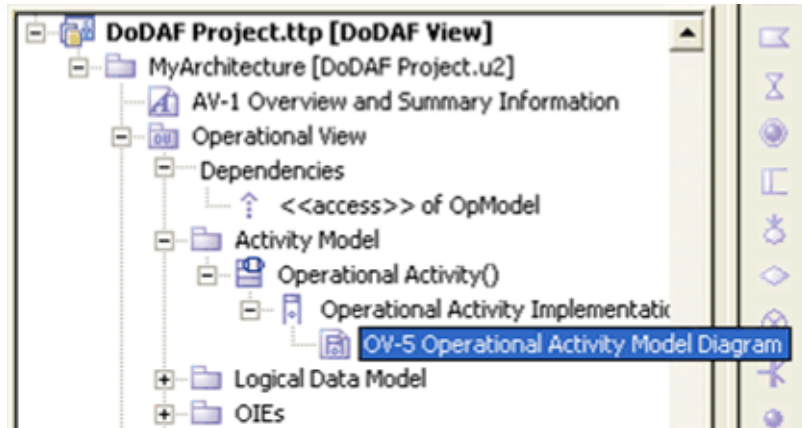 DoDAF Project.ttp [DoDAF View]
MyArchitecture [DoDAF Project.u2]
AV-1 Overview and Summary Information
Operational View
Dependencies
<<access>> of OpModel
Activity Model
Operational Activity()
Operational Activity Implementatic
OV-5 Operational Activity Model Diagram
Logical Data Model
OIEs